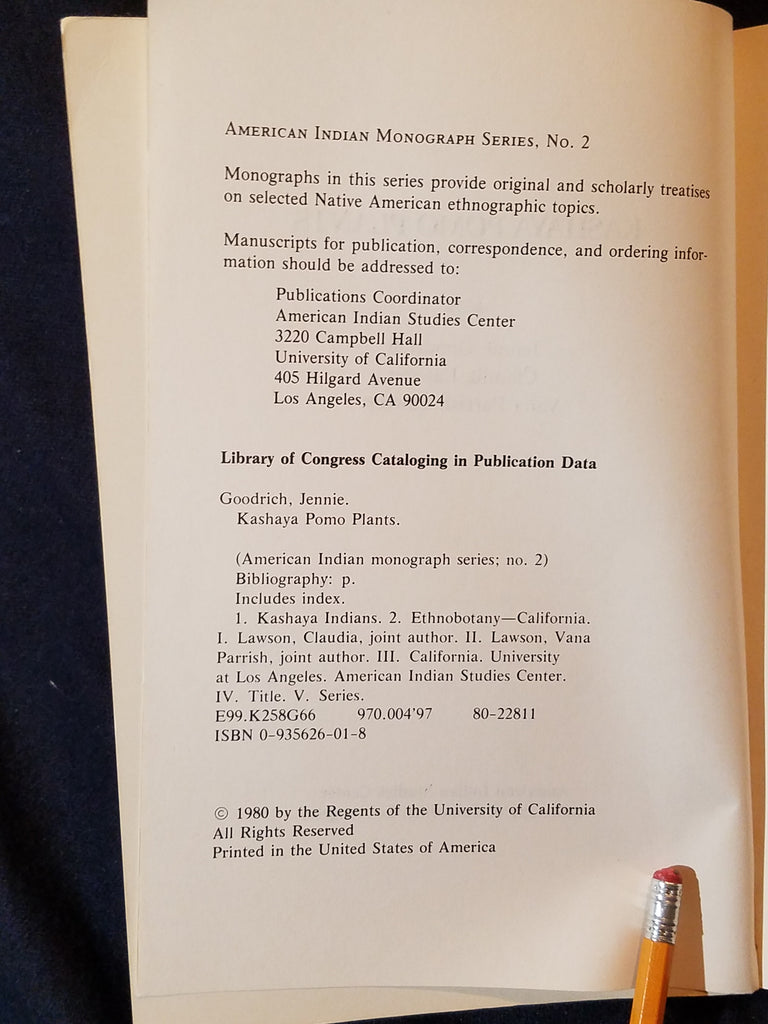 AMERICAN INDIAN MONOGRAPH SERIES, NO. 2
Monographs in this series provide original and scholarly treatises
on selected Native American ethnographic topics.
Manuscripts for publication, correspondence, and ordering infor-
mation should be addressed to:
Publications Coordinator
American Indian Studies Center
3220 Campbell Hall
University of California
405 Hilgard Avenue
Los Angeles, CA 90024
Library of Congress Cataloging in Publication Data
Goodrich, Jennie.
Kashaya Pomo Plants.
(American Indian monograph series; no. 2)
Bibliography: p.
Includes index.
1. Kashaya Indians. 2. Ethnobotany—California.
I. Lawson, Claudia, joint author. II. Lawson, Vana
Parrish, joint author. III. California. University
at Los Angeles. American Indian Studies Center.
IV. Title. V. Series.
E99.K258G66 970.004'97 80-22811
ISBN 0-935626-01-8
© 1980 by the Regents of the University of California
All Rights Reserved
Printed in the United States of America